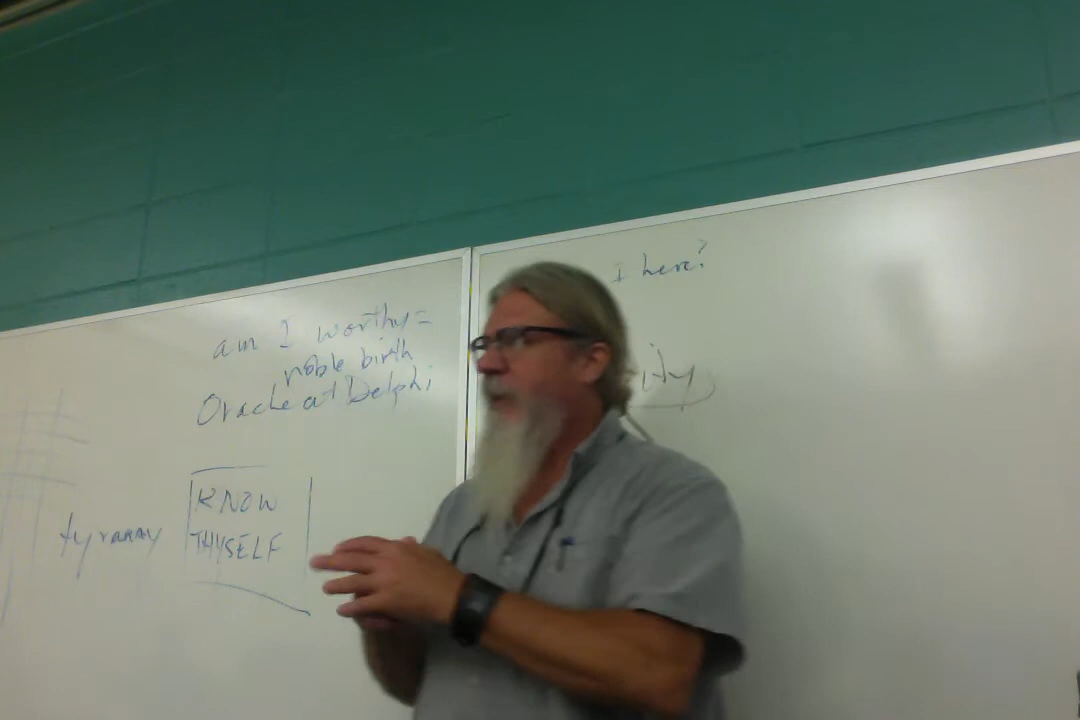 am I worthy =
noble birth
Oracle at Delphi
tyranny
KNOW
THYSELF
I here?